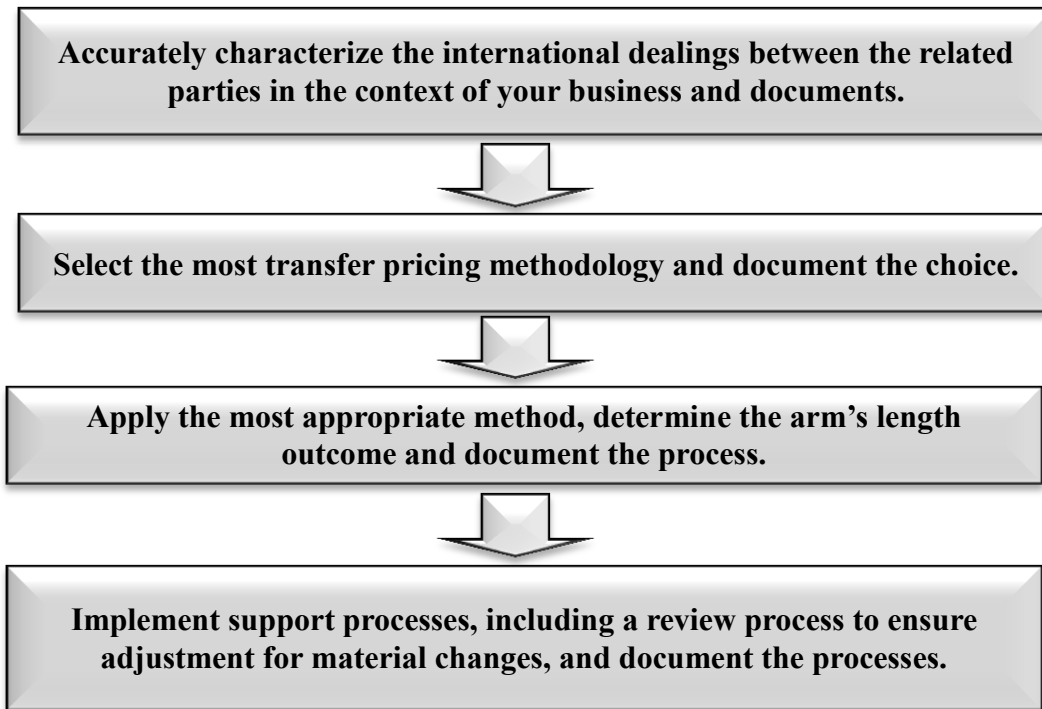 Accurately characterize the international dealings between the related
parties in the context of your business and documents.
Select the most transfer pricing methodology and document the choice.
Apply the most appropriate method, determine the arm’s length
outcome and document the process.
Implement support processes, including a review process to ensure
adjustment for material changes, and document the processes.